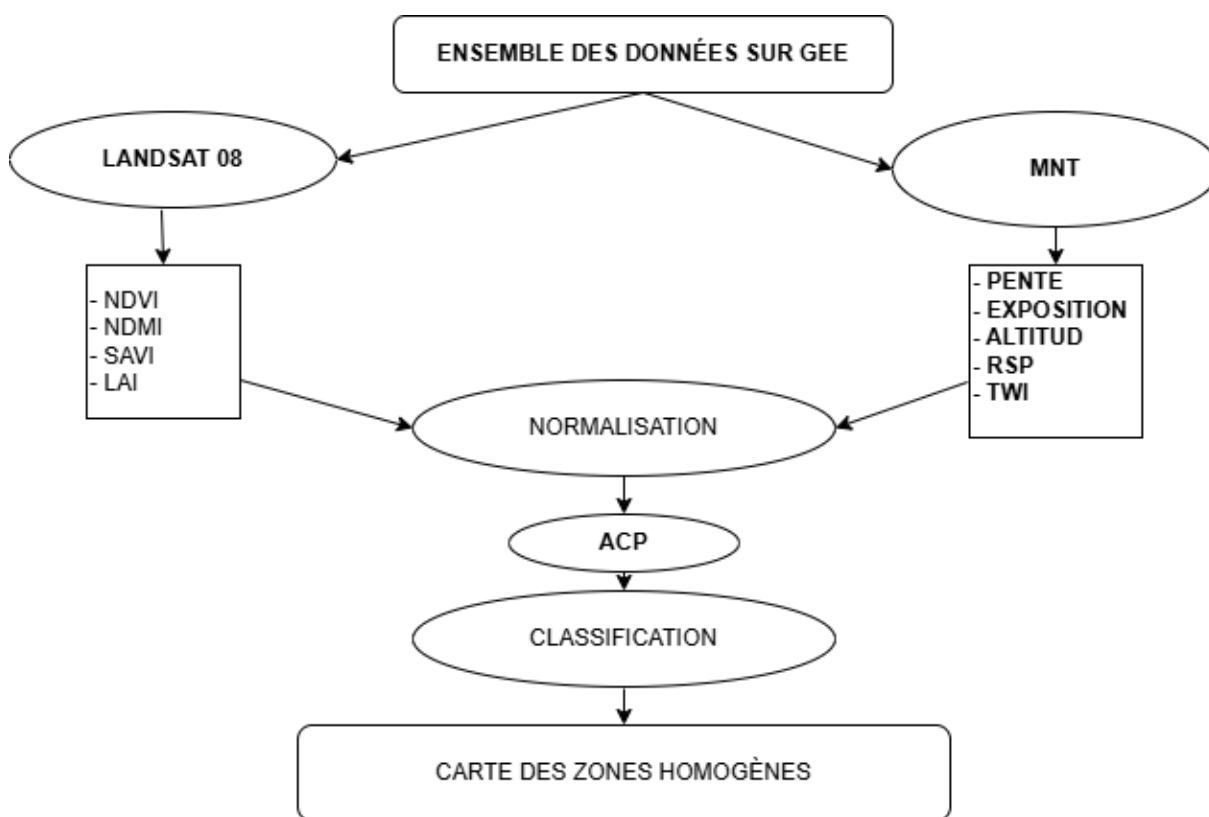 ENSEMBLE DES DONNÉES SUR GEE
LANDSAT 08
MNT
- NDVI
- NDMI
- SAVI
- LAI
- PENTE
- EXPOSITION
- ALTITUD
- RSP
- TWI
NORMALISATION
ACP
CLASSIFICATION
CARTE DES ZONES HOMOGÈNES